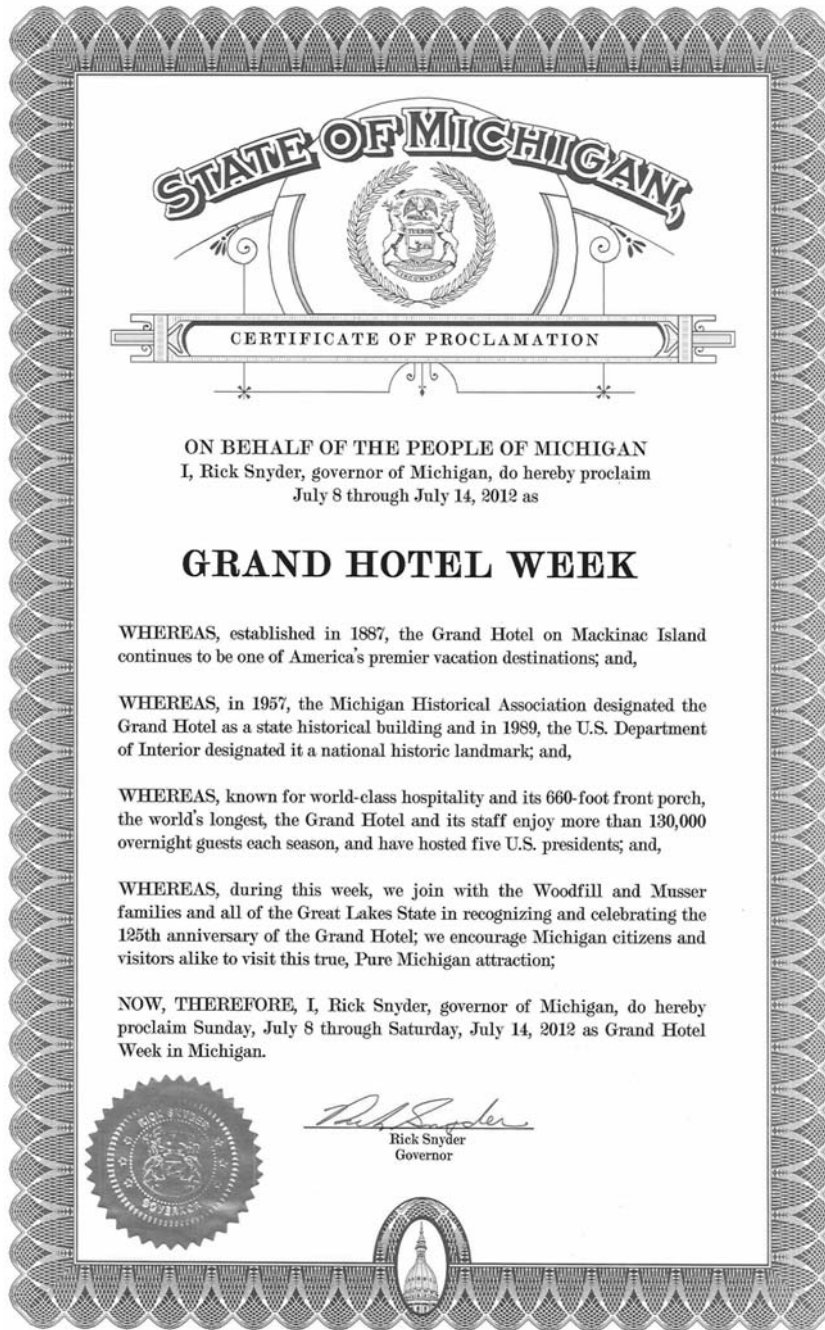 STATE OF MICHIGAN,
TUEBOR
CIRCUMSPICE
CERTIFICATE OF PROCLAMATION
ON BEHALF OF THE PEOPLE OF MICHIGAN
I, Rick Snyder, governor of Michigan, do hereby proclaim
July 8 through July 14, 2012 as
GRAND HOTEL WEEK
WHEREAS, established in 1887, the Grand Hotel on Mackinac Island
continues to be one of America's premier vacation destinations; and,
WHEREAS, in 1957, the Michigan Historical Association designated the
Grand Hotel as a state historical building and in 1989, the U.S. Department
of Interior designated it a national historic landmark; and,
WHEREAS, known for world-class hospitality and its 660-foot front porch,
the world's longest, the Grand Hotel and its staff enjoy more than 130,000
overnight guests each season, and have hosted five U.S. presidents; and,
WHEREAS, during this week, we join with the Woodfill and Musser
families and all of the Great Lakes State in recognizing and celebrating the
125th anniversary of the Grand Hotel; we encourage Michigan citizens and
visitors alike to visit this true, Pure Michigan attraction;
NOW, THEREFORE, I, Rick Snyder, governor of Michigan, do hereby
proclaim Sunday, July 8 through Saturday, July 14, 2012 as Grand Hotel
Week in Michigan.
Rick Snyder
Rick Snyder
Governor
RICK SNYDER
GOVERNOR